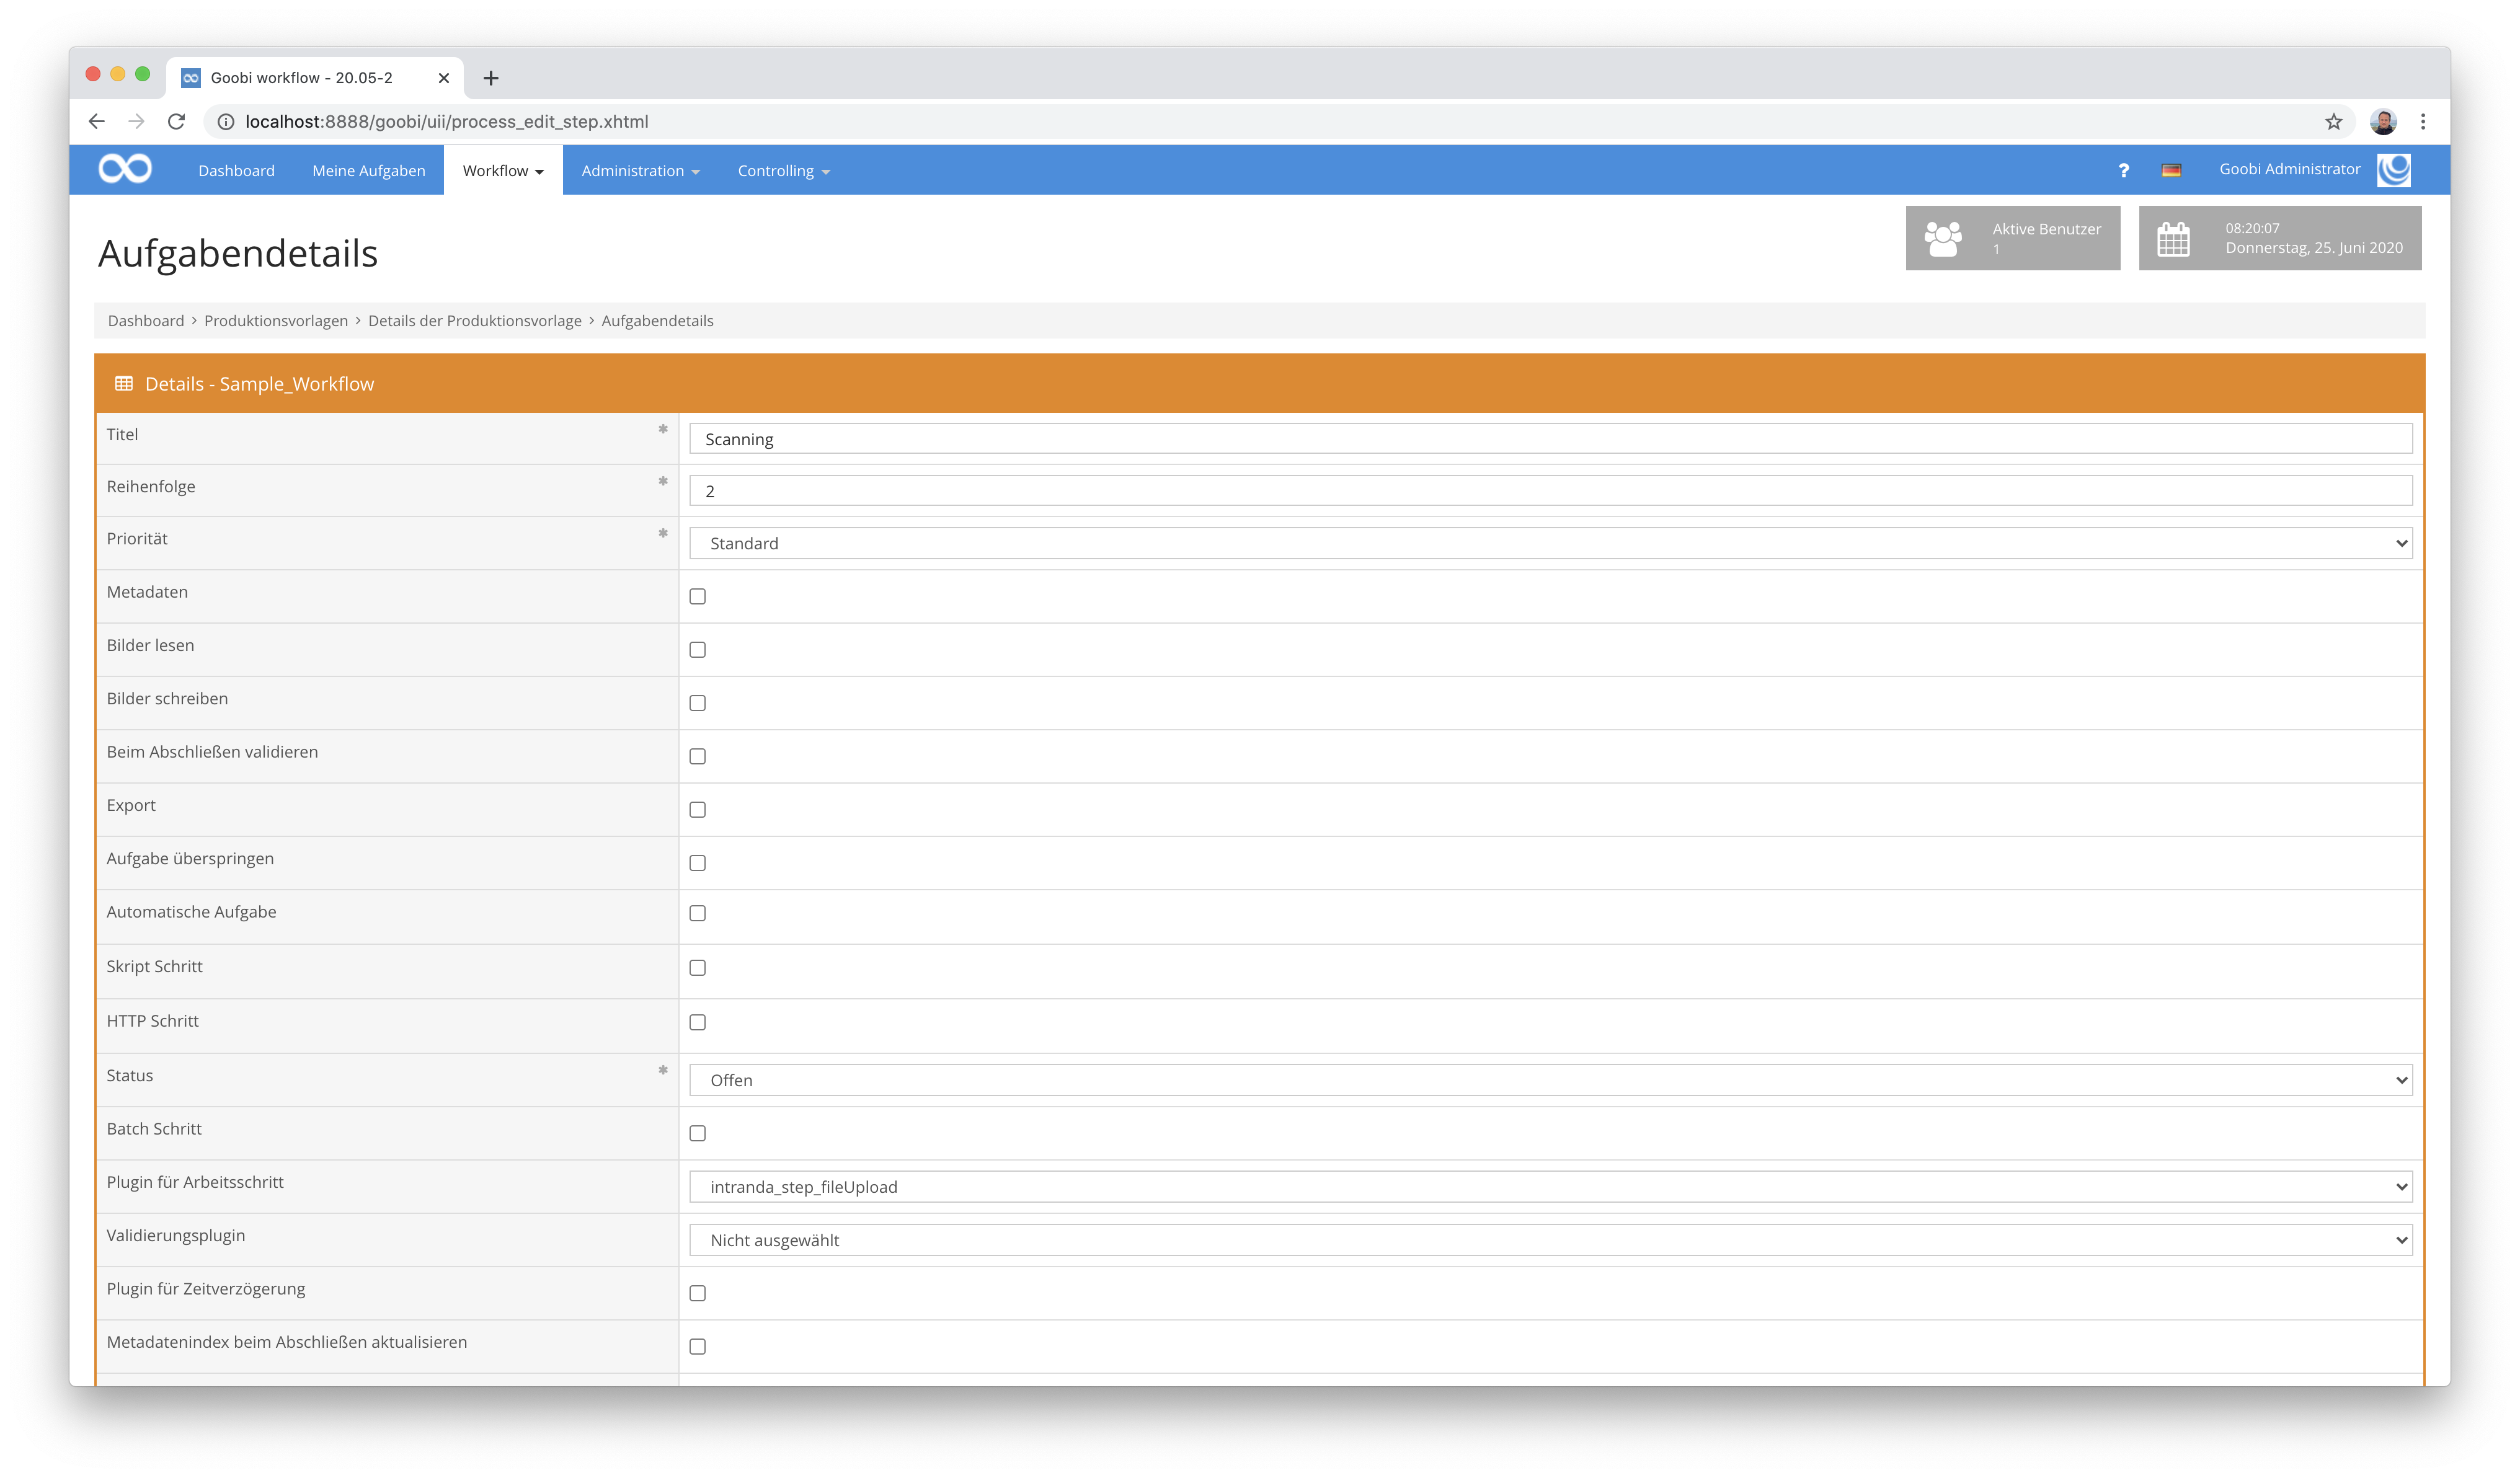 Goobi workflow - 20.05-2
localhost:8888/goobi/uii/process_edit_step.xhtml
Dashboard Meine Aufgaben Workflow Administration Controlling ? Goobi Administrator
Aufgabendetails
Aktive Benutzer
1
08:20:07
Donnerstag, 25. Juni 2020
Dashboard > Produktionsvorlagen > Details der Produktionsvorlage > Aufgabendetails
Details - Sample_Workflow
Titel * Scanning
Reihenfolge * 2
Priorität * Standard
Metadaten
Bilder lesen
Bilder schreiben
Beim Abschließen validieren
Export
Aufgabe überspringen
Automatische Aufgabe
Skript Schritt
HTTP Schritt
Status * Offen
Batch Schritt
Plugin für Arbeitsschritt intranda_step_fileUpload
Validierungsplugin Nicht ausgewählt
Plugin für Zeitverzögerung
Metadatenindex beim Abschließen aktualisieren